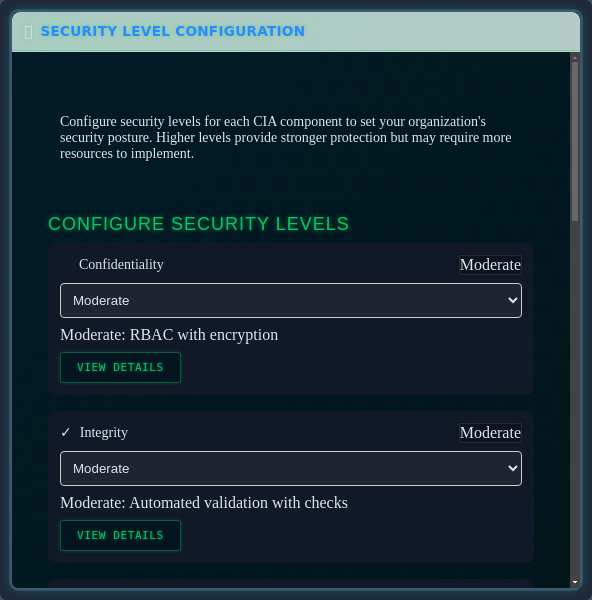 SECURITY LEVEL CONFIGURATION
Configure security levels for each CIA component to set your organization's
security posture. Higher levels provide stronger protection but may require more
resources to implement.
CONFIGURE SECURITY LEVELS
Confidentiality
Moderate
Moderate
Moderate: RBAC with encryption
VIEW DETAILS
✓ Integrity
Moderate
Moderate
Moderate: Automated validation with checks
VIEW DETAILS